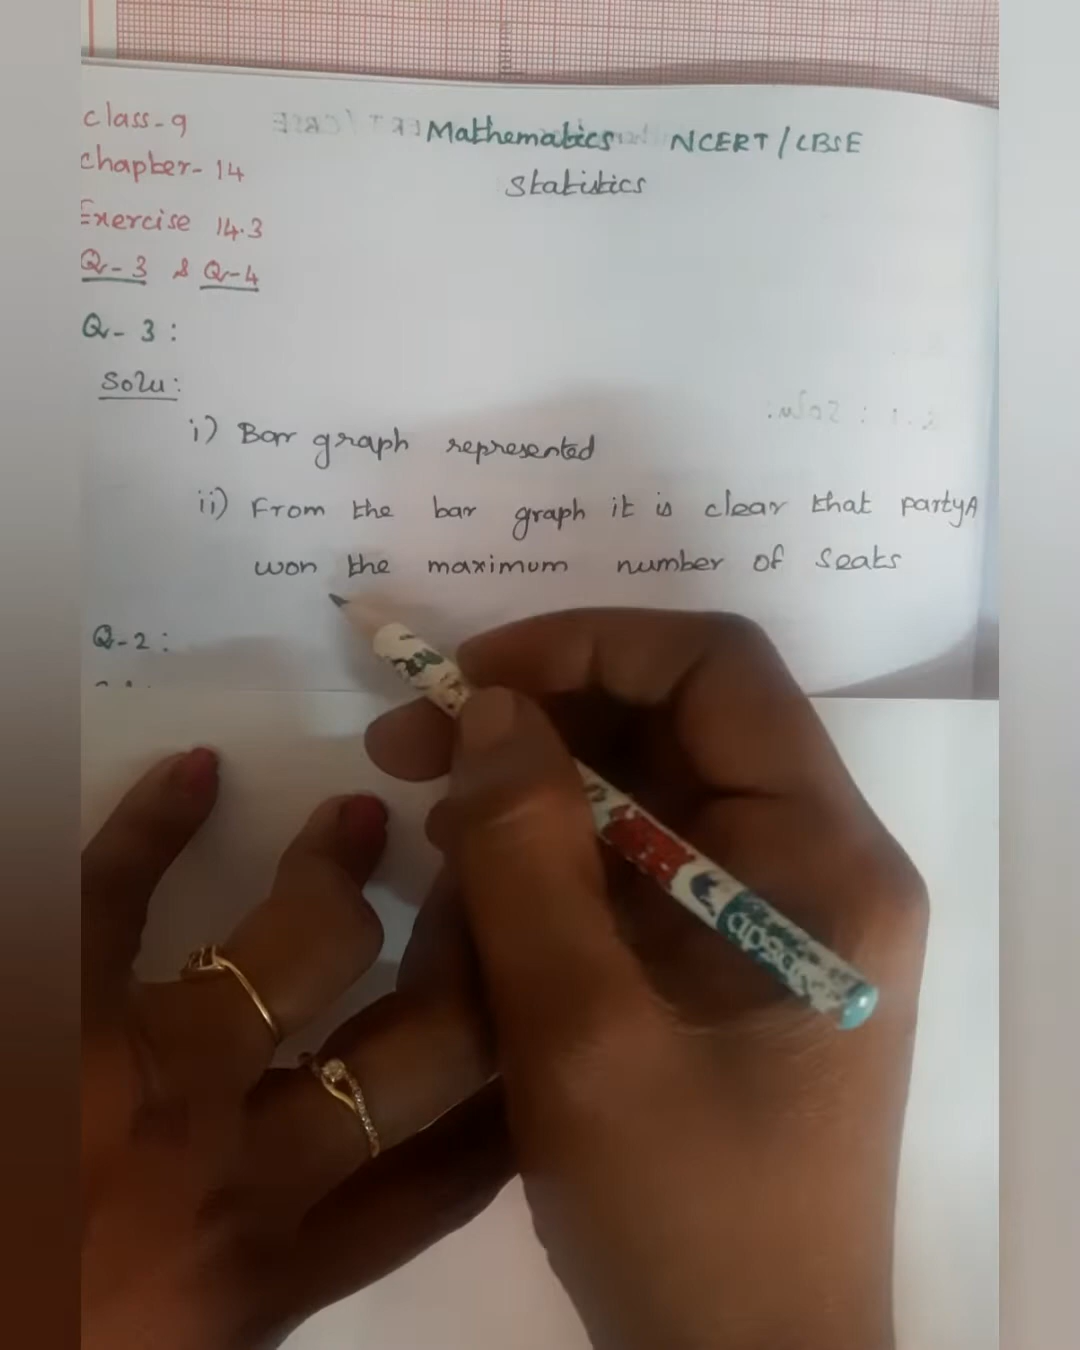 class-9
Mathematics NCERT / CBSE
chapter- 14
Statistics
Exercise 14.3
Q-3 & Q-4
Q- 3 :
Solu:
i) Bar graph represented
ii) From the bar graph it is clear that partyA
won the maximum number of seats
Q-2 :
apsara